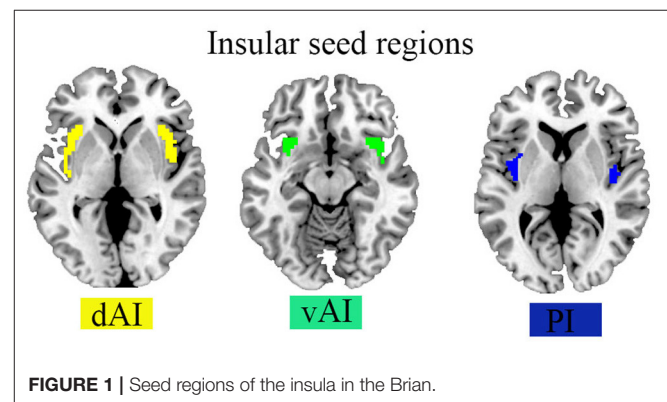 Insular seed regions
dAI
vAI
PI
FIGURE 1 | Seed regions of the insula in the Brian.